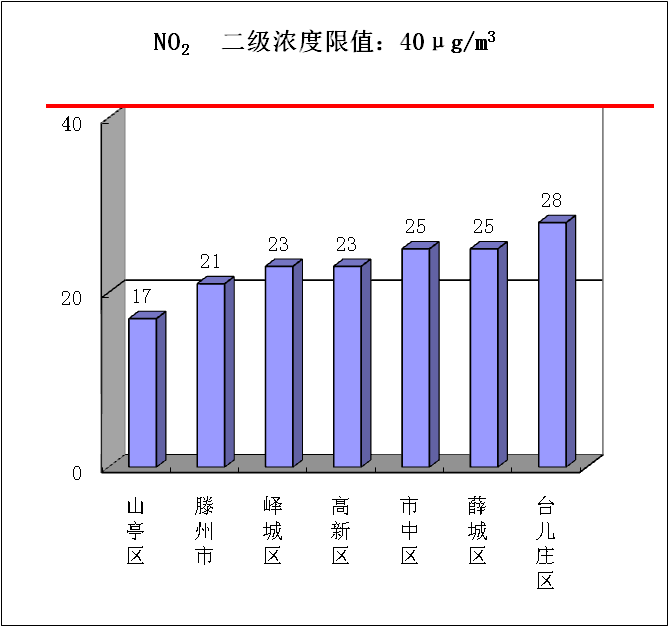 NO₂ 二级浓度限值：40μg/m³
40
20
0
17
21
23
23
25
25
28
山亭区
滕州市
峄城区
高新区
市中区
薛城区
台儿庄区